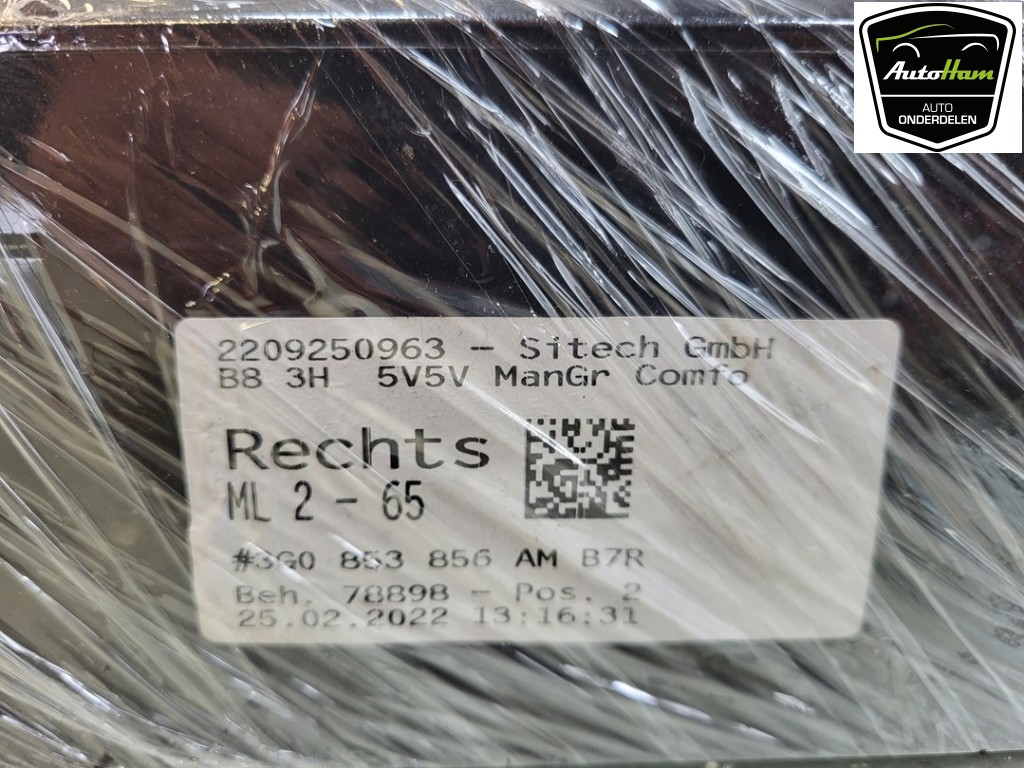 AutoHam
AUTO
ONDERDELEN
2209250963 - Sitech GmbH
B8 3H 5V5V ManGr Comfo
Rechts
ML 2 - 65
#3G0 853 856 AM B7R
Beh. 78898 - Pos. 2
25.02.2022 13:16:31